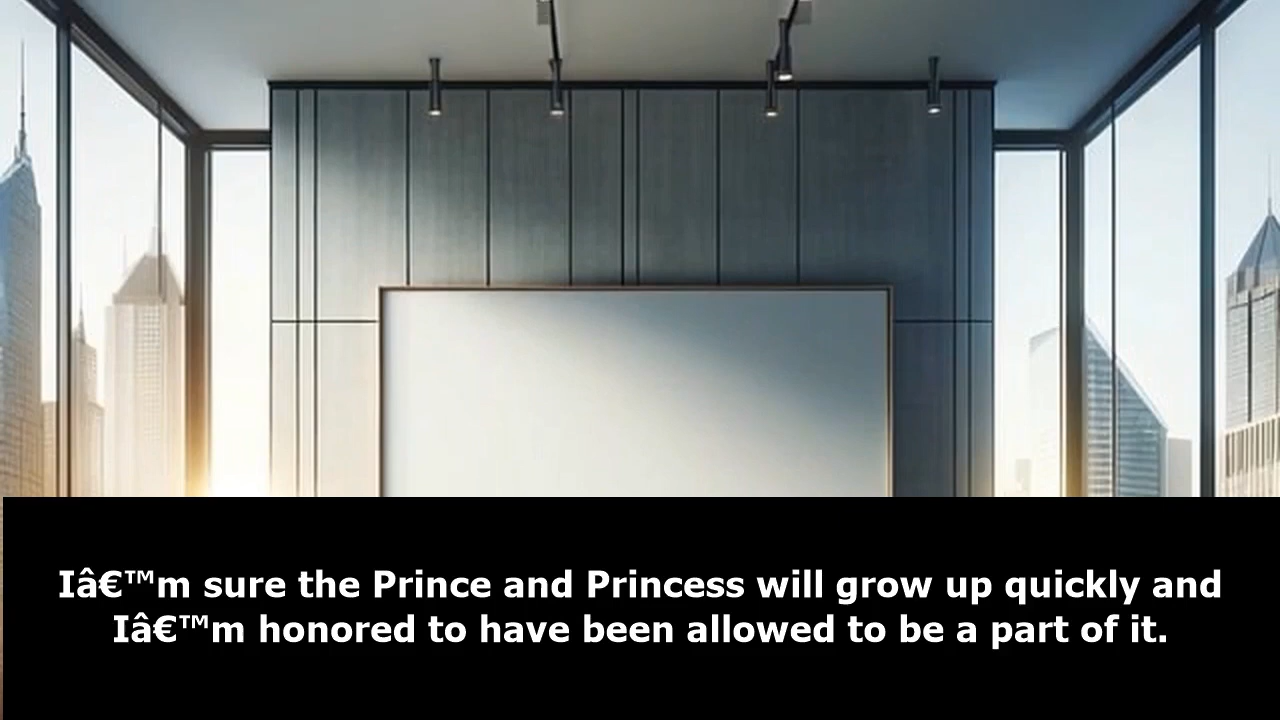 Iâ€™m sure the Prince and Princess will grow up quickly and
Iâ€™m honored to have been allowed to be a part of it.